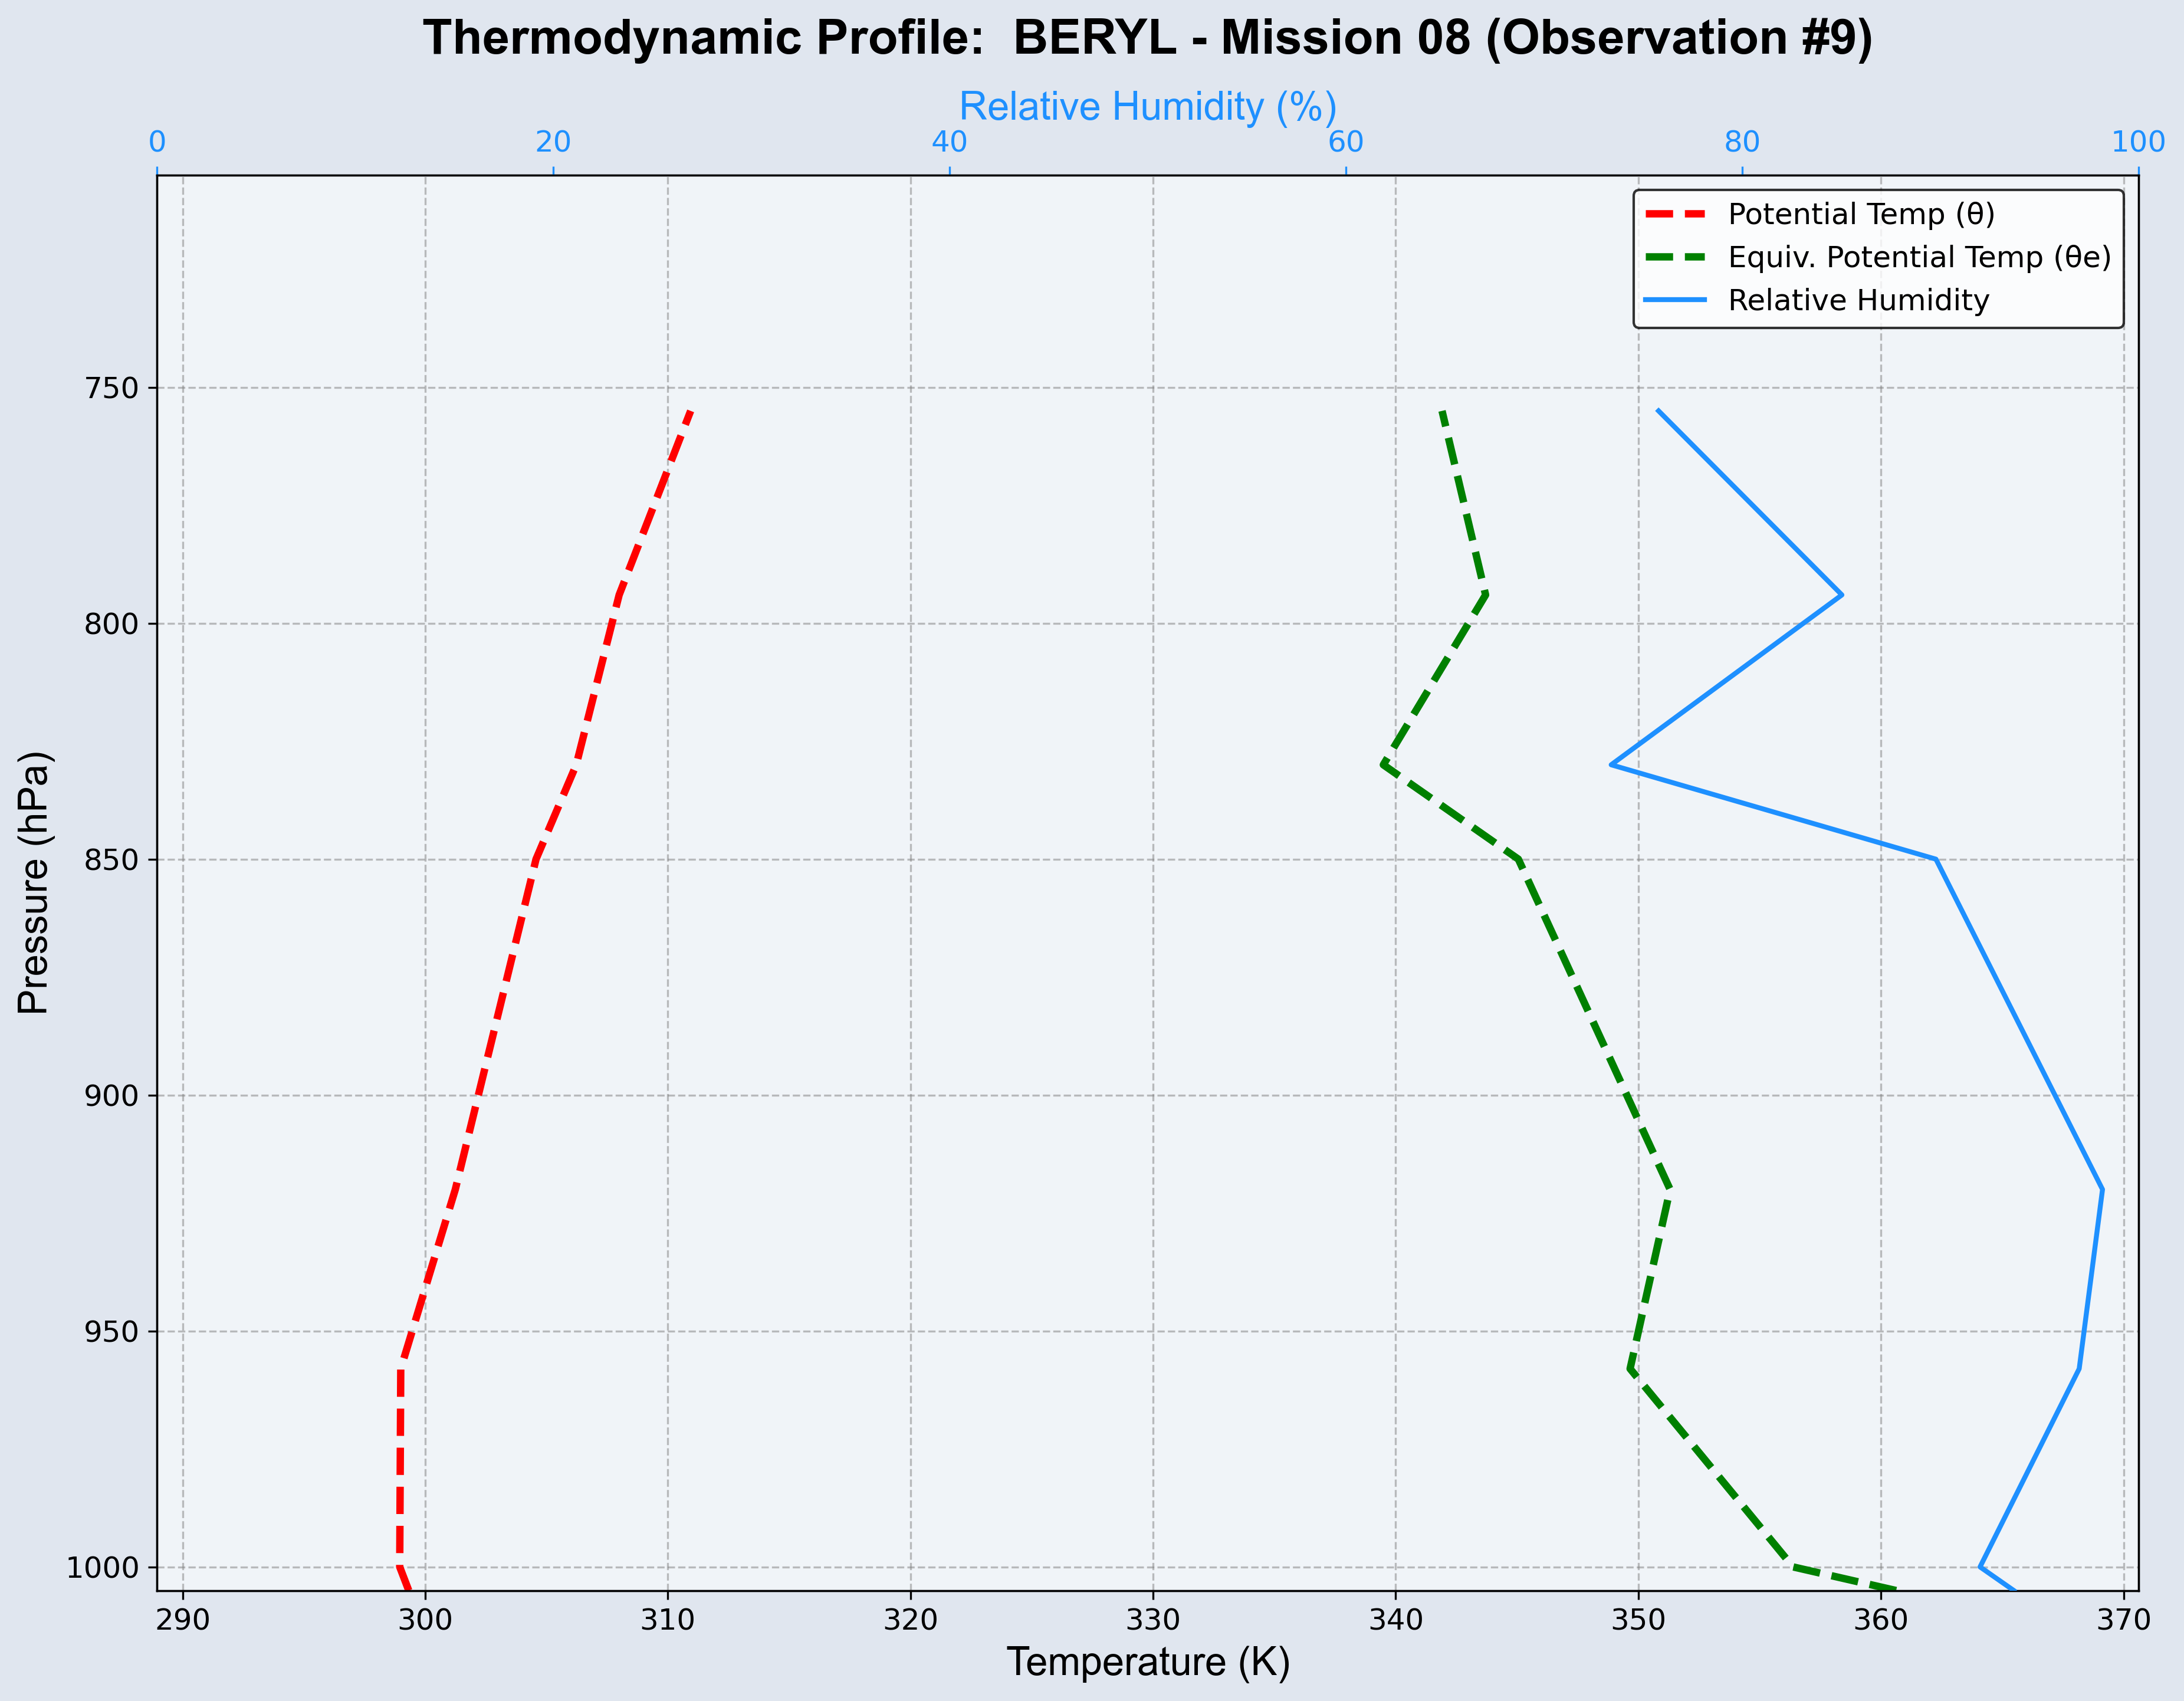 Thermodynamic Profile:  BERYL - Mission 08 (Observation #9)
Relative Humidity (%)
0 20 40 60 80 100
Potential Temp (θ)
Equiv. Potential Temp (θe)
Relative Humidity
750
800
850
900
950
1000
Pressure (hPa)
290 300 310 320 330 340 350 360 370
Temperature (K)